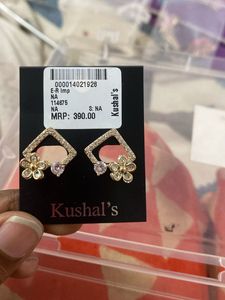 000014021928
E-R Imp
NA
114675
NA S: NA
MRP: 390.00
Kushal's
Kushal's